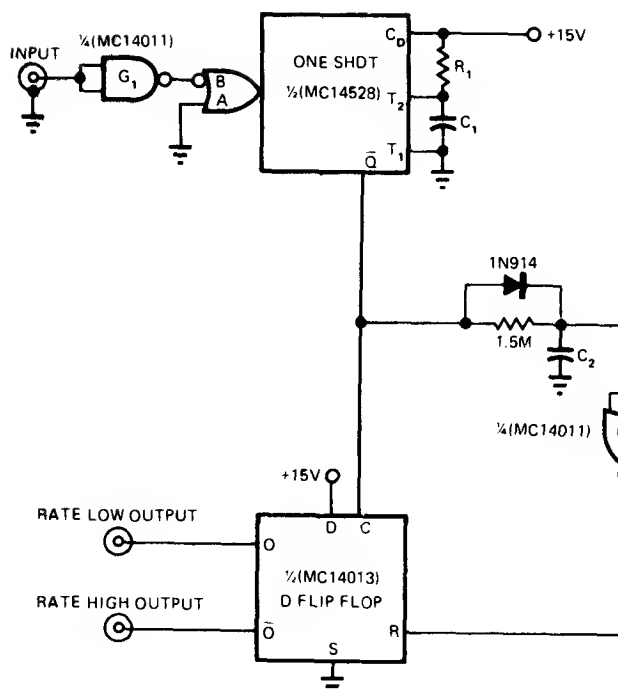 ¼(MC14011)
INPUT
G1
B
A
ONE SHDT
½(MC14528)
CD
T2
T1
Q̄
+15V
R1
C1
1N914
1.5M
C2
¼(MC14011)
+15V
RATE LOW OUTPUT
RATE HIGH OUTPUT
D
C
O
½(MC14013)
D FLIP FLOP
Ō
R
S